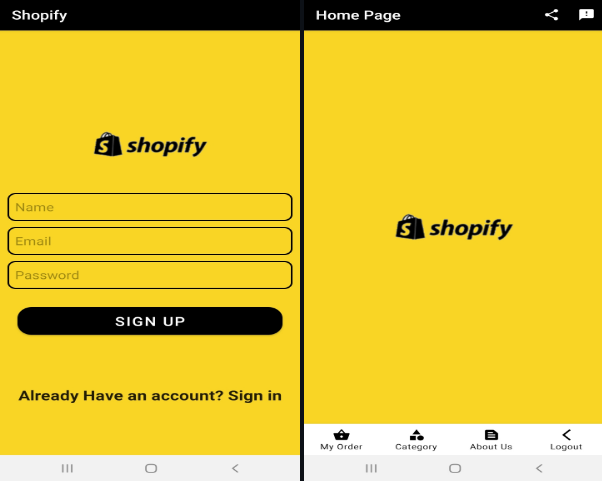 Shopify
shopify
Name
Email
Password
SIGN UP
Already Have an account? Sign in
Home Page
shopify
My Order
Category
About Us
Logout